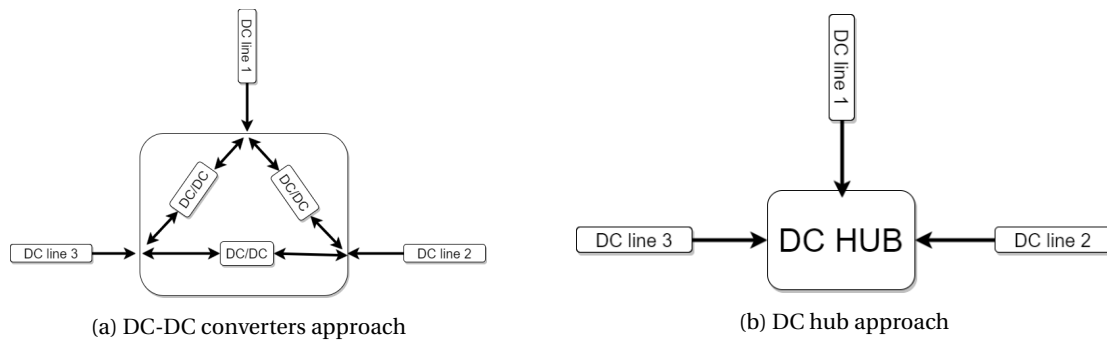 DC line 1
DC/DC
DC/DC
DC line 3
DC/DC
DC line 2
(a) DC-DC converters approach
DC line 1
DC line 3
DC HUB
DC line 2
(b) DC hub approach